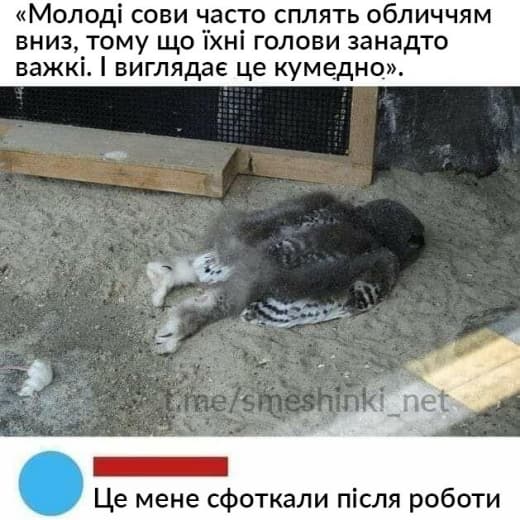 «Молоді сови часто сплять обличчям
вниз, тому що їхні голови занадто
важкі. І виглядає це кумедно».
t.me/smeshinki_net
Це мене сфоткали після роботи